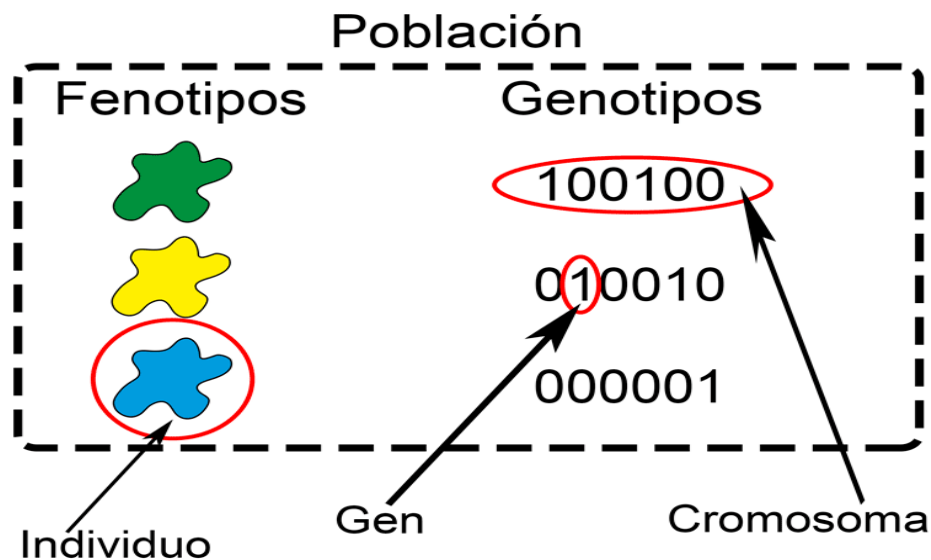 Población
Fenotipos Genotipos
100100
010010
000001
Individuo Gen Cromosoma